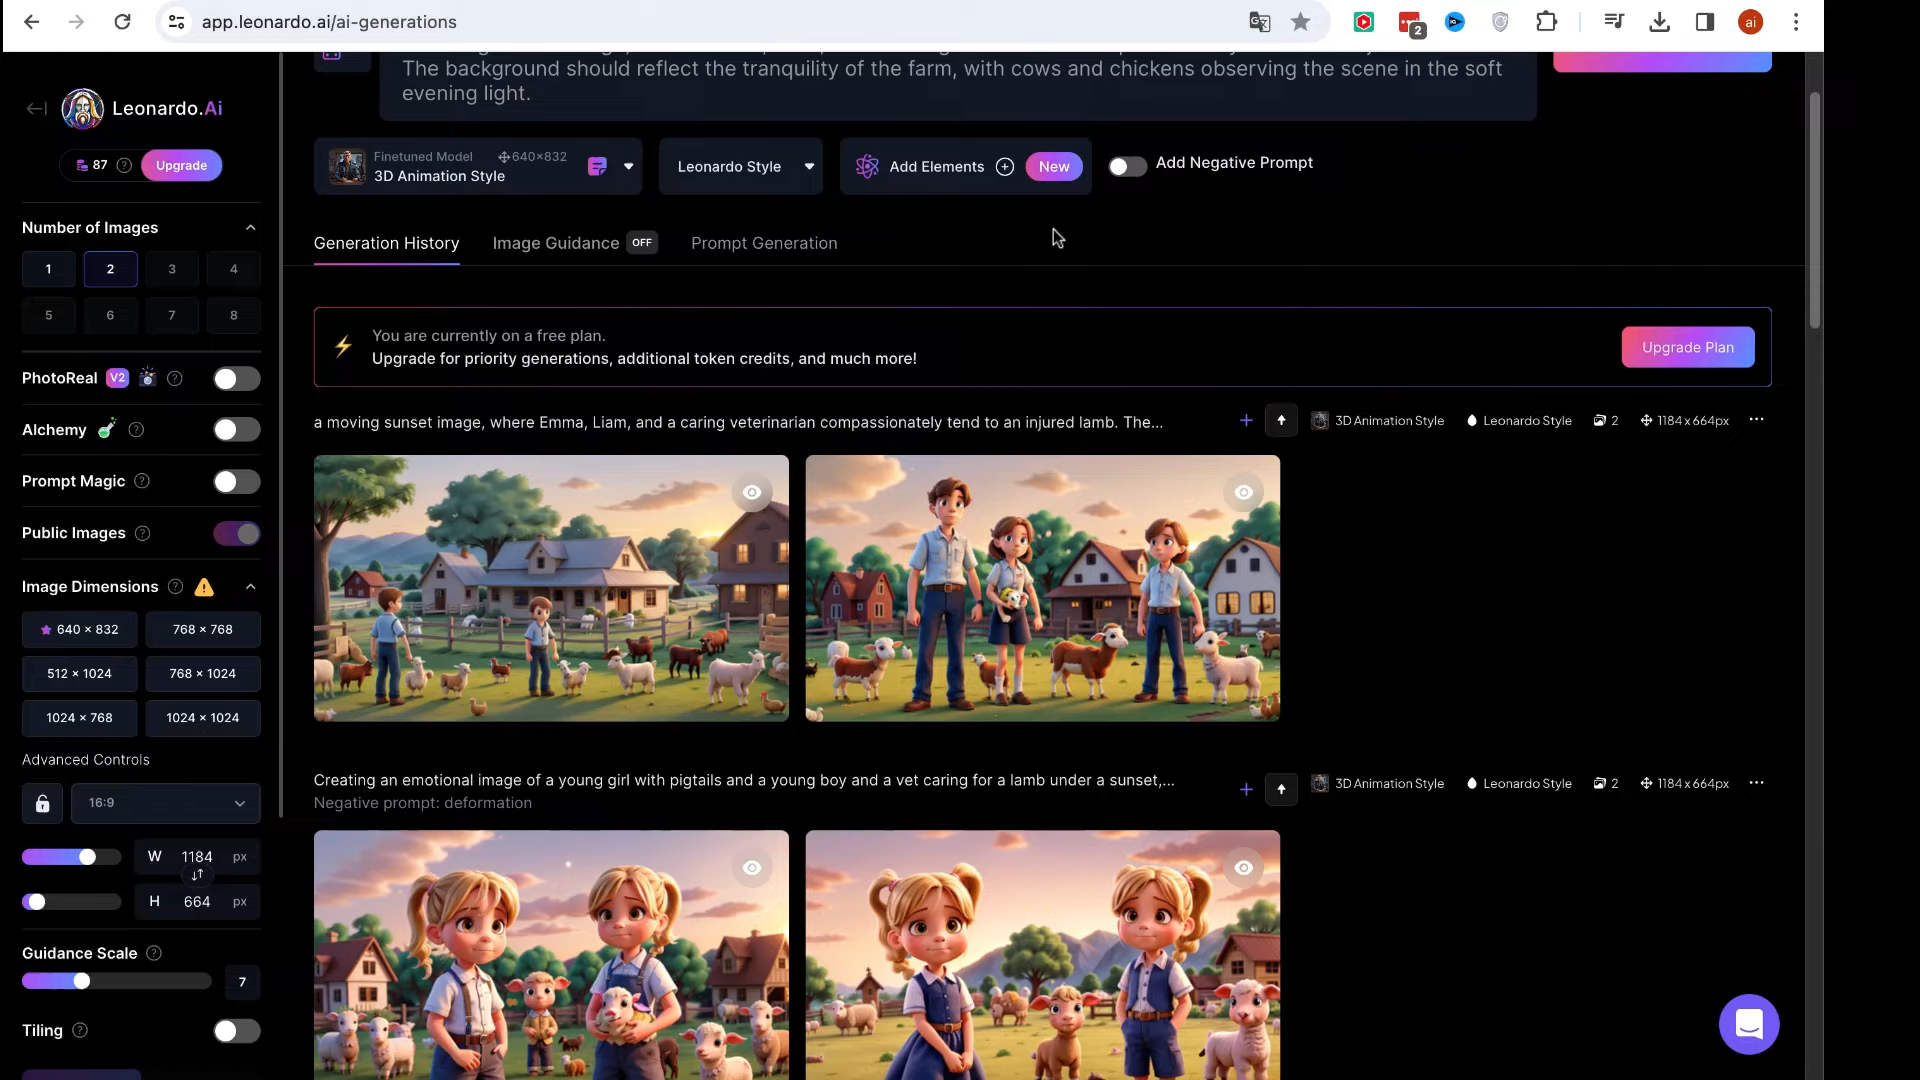 app.leonardo.ai/ai-generations
2
ai
The background should reflect the tranquility of the farm, with cows and chickens observing the scene in the soft
evening light.
Leonardo.Ai
87 ? Upgrade
Finetuned Model 640×832
3D Animation Style
Leonardo Style
Add Elements
New
Add Negative Prompt
Number of Images
1 2 3 4
5 6 7 8
Generation History
Image Guidance OFF
Prompt Generation
PhotoReal V2 ?
Alchemy ?
Prompt Magic ?
Public Images ?
You are currently on a free plan.
Upgrade for priority generations, additional token credits, and much more!
Upgrade Plan
a moving sunset image, where Emma, Liam, and a caring veterinarian compassionately tend to an injured lamb. The...
3D Animation Style Leonardo Style 2 1184 x 664px
Image Dimensions ?
640 × 832 768 × 768
512 × 1024 768 × 1024
1024 × 768 1024 × 1024
Advanced Controls
16:9
W 1184 px
H 664 px
Creating an emotional image of a young girl with pigtails and a young boy and a vet caring for a lamb under a sunset,...
Negative prompt: deformation
3D Animation Style Leonardo Style 2 1184 x 664px
Guidance Scale ?
7
Tiling ?